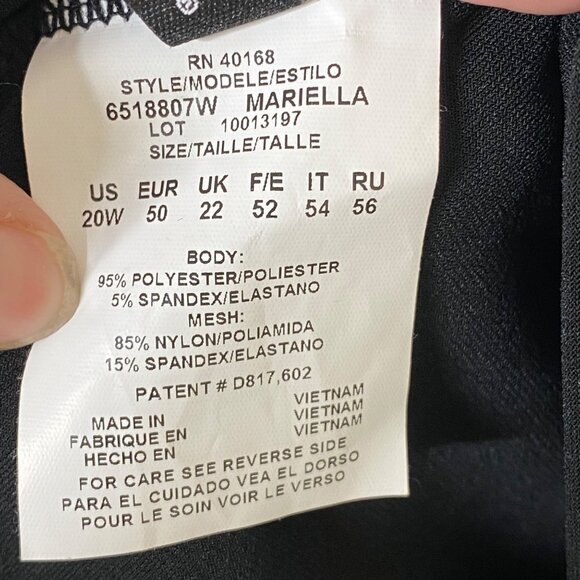 RN 40168
STYLE/MODELE/ESTILO
6518807W MARIELLA
LOT 10013197
SIZE/TAILLE/TALLE
US EUR UK F/E IT RU
20W 50 22 52 54 56
BODY:
95% POLYESTER/POLIESTER
5% SPANDEX/ELASTANO
MESH:
85% NYLON/POLIAMIDA
15% SPANDEX/ELASTANO
PATENT # D817,602
MADE IN VIETNAM
FABRIQUE EN VIETNAM
HECHO EN VIETNAM
FOR CARE SEE REVERSE SIDE
PARA EL CUIDADO VEA EL DORSO
POUR LE SOIN VOIR LE VERSO